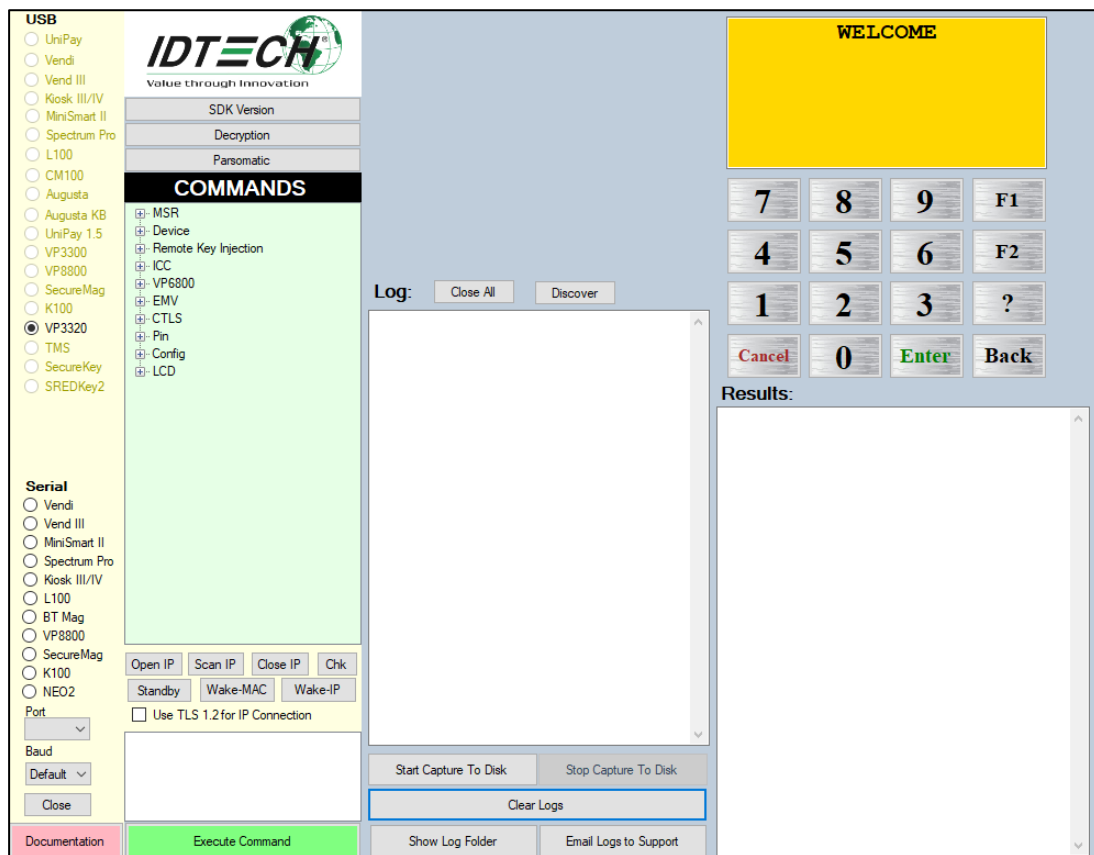 USB
UniPay
Vendi
Vend III
Kiosk III/IV
MiniSmart II
Spectrum Pro
L100
CM100
Augusta
Augusta KB
UniPay 1.5
VP3300
VP8800
SecureMag
K100
VP3320
TMS
SecureKey
SREDKey2
Serial
Vendi
Vend III
MiniSmart II
Spectrum Pro
Kiosk III/IV
L100
BT Mag
VP8800
SecureMag
K100
NEO2
Port
Baud
Default
Close
Documentation
IDTECH®
Value through Innovation
SDK Version
Decryption
Parsomatic
COMMANDS
MSR
Device
Remote Key Injection
ICC
VP6800
EMV
CTLS
Pin
Config
LCD
Open IP Scan IP Close IP Chk
Standby Wake-MAC Wake-IP
Use TLS 1.2 for IP Connection
Execute Command
Log: Close All Discover
Start Capture To Disk Stop Capture To Disk
Clear Logs
Show Log Folder Email Logs to Support
WELCOME
7 8 9 F1
4 5 6 F2
1 2 3 ?
Cancel 0 Enter Back
Results: